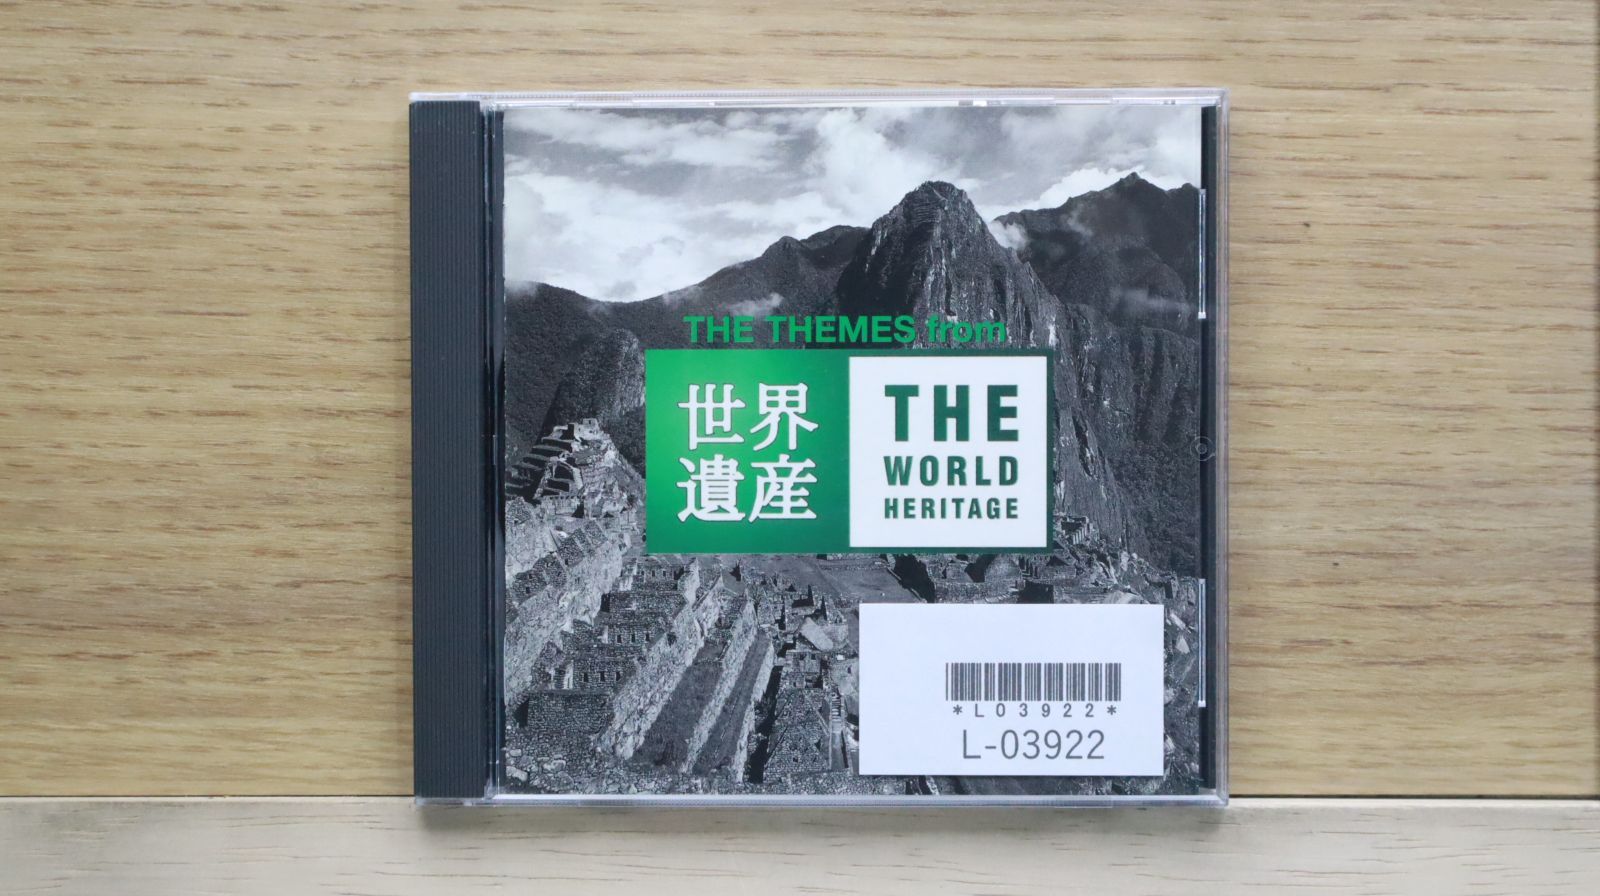 THE THEMES from
世界
遺産
THE
WORLD
HERITAGE
*L03922*
L-03922